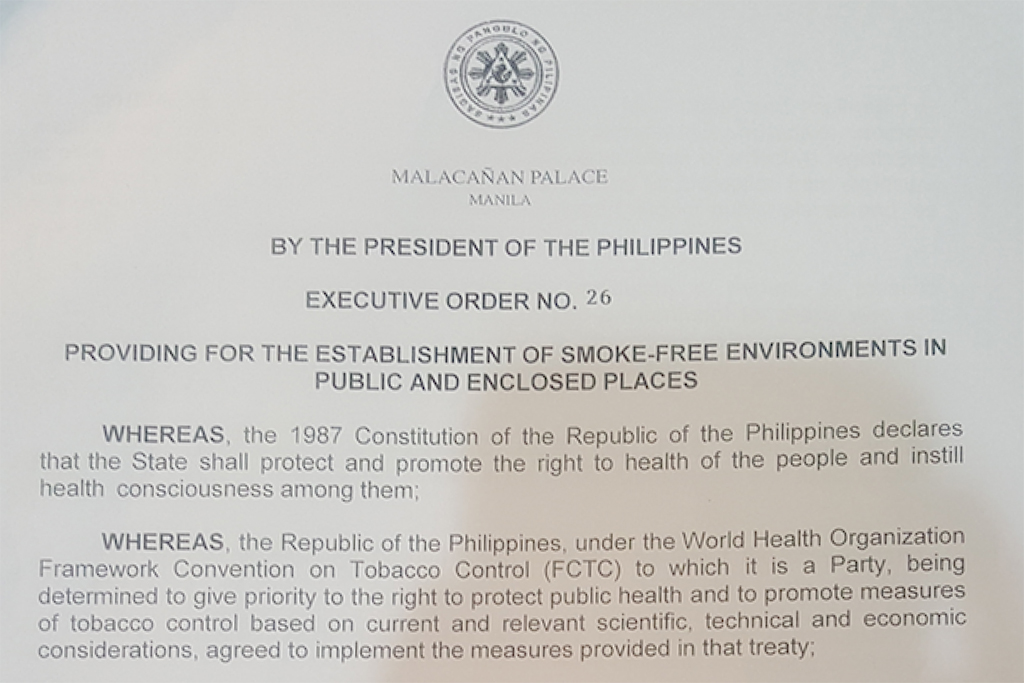 SAGISAG NG PANGULO NG PILIPINAS
MALACAÑAN PALACE
MANILA
BY THE PRESIDENT OF THE PHILIPPINES
EXECUTIVE ORDER NO. 26
PROVIDING FOR THE ESTABLISHMENT OF SMOKE-FREE ENVIRONMENTS IN
PUBLIC AND ENCLOSED PLACES
WHEREAS, the 1987 Constitution of the Republic of the Philippines declares
that the State shall protect and promote the right to health of the people and instill
health consciousness among them;
WHEREAS, the Republic of the Philippines, under the World Health Organization
Framework Convention on Tobacco Control (FCTC) to which it is a Party, being
determined to give priority to the right to protect public health and to promote measures
of tobacco control based on current and relevant scientific, technical and economic
considerations, agreed to implement the measures provided in that treaty;